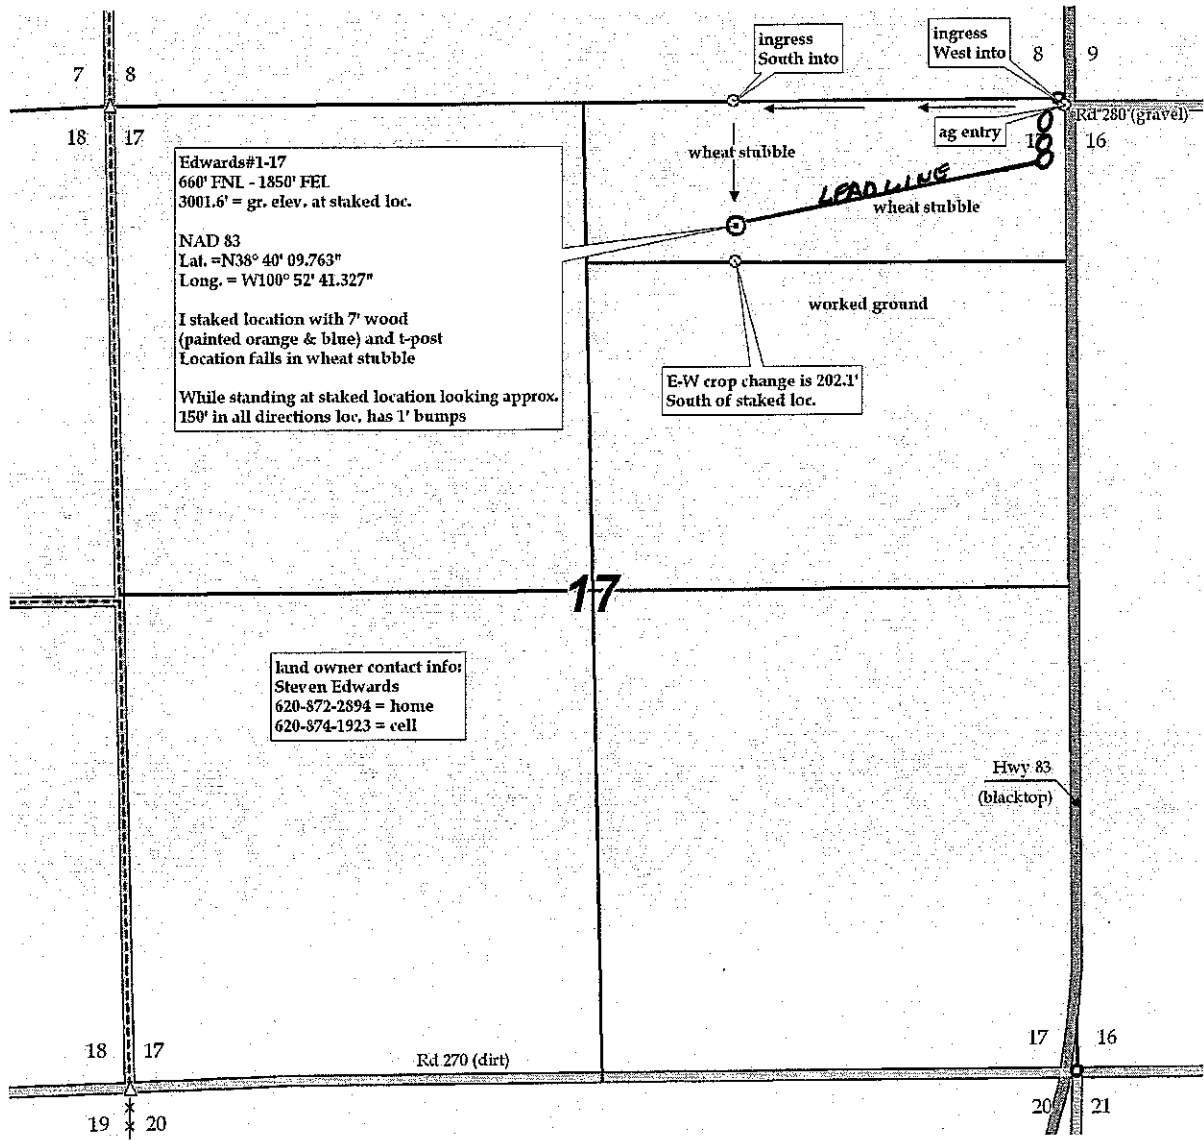 ingress
South into
ingress
West into
8 9
7 8
Rd 280 (gravel)
ag entry
18 17
16
wheat stubble
LEAD LINE
wheat stubble
Edwards#1-17
660' FNL - 1850' FEL
3001.6' = gr. elev. at staked loc.
NAD 83
Lat. =N38° 40' 09.763"
Long. = W100° 52' 41.327"
I staked location with 7' wood
(painted orange & blue) and t-post
Location falls in wheat stubble
While standing at staked location looking approx.
150' in all directions loc. has 1' bumps
worked ground
E-W crop change is 202.1'
South of staked loc.
17
land owner contact info:
Steven Edwards
620-872-2894 = home
620-874-1923 = cell
Hwy 83
(blacktop)
18 17
Rd 270 (dirt)
17 16
19 20
20 21